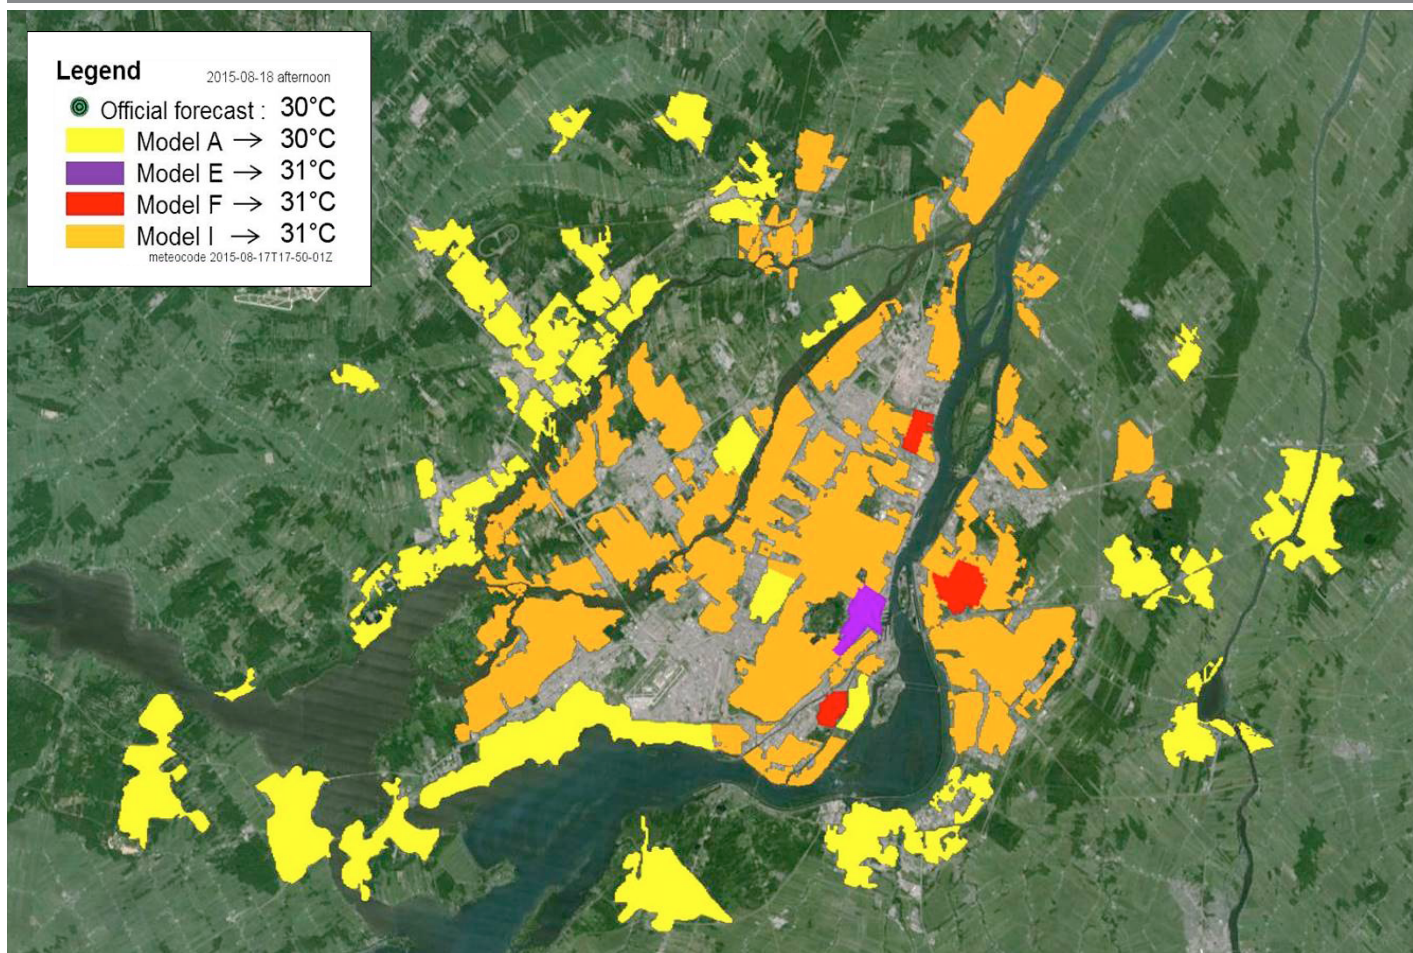 Legend
2015-08-18 afternoon
Official forecast : 30°C
Model A → 30°C
Model E → 31°C
Model F → 31°C
Model I → 31°C
meteocode 2015-08-17T17-50-01Z